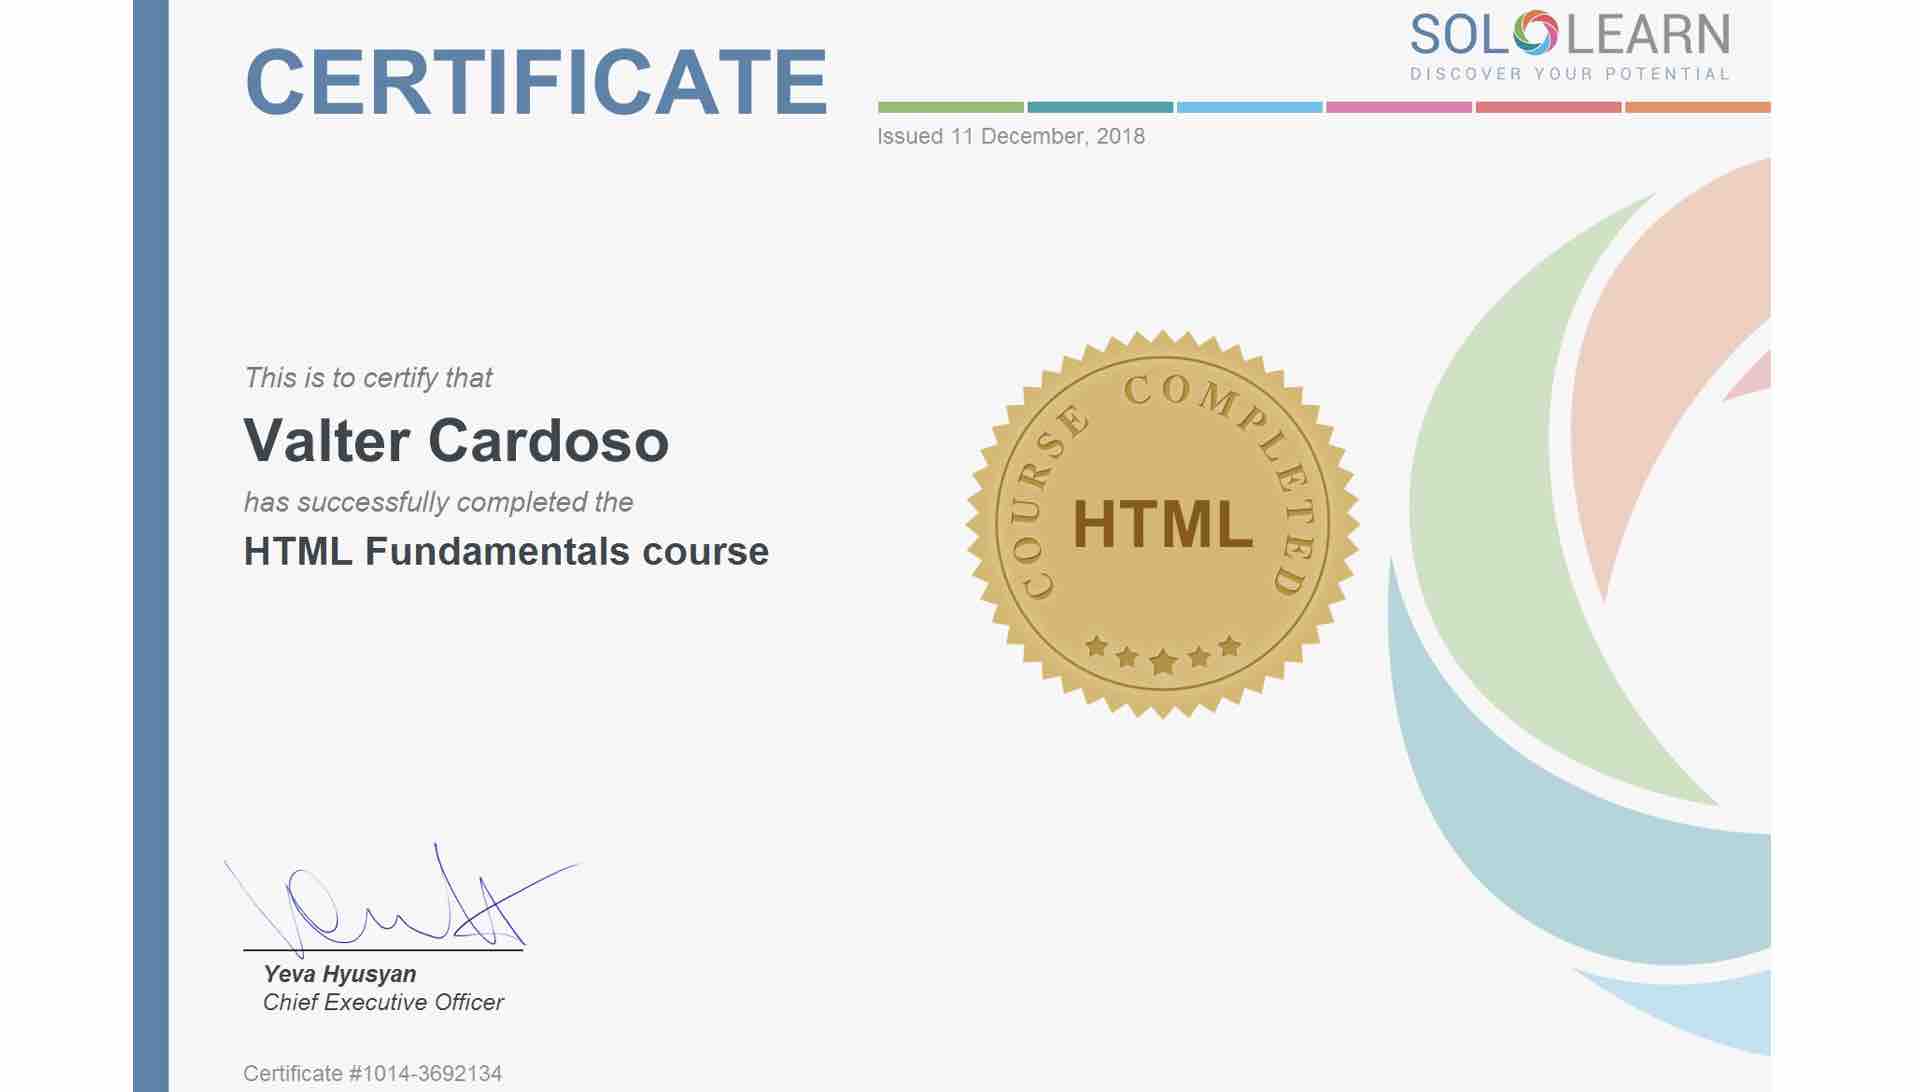 CERTIFICATE
SOLOLEARN
DISCOVER YOUR POTENTIAL
Issued 11 December, 2018
This is to certify that
Valter Cardoso
has successfully completed the
HTML Fundamentals course
COURSE COMPLETED
HTML
Yeva Hyusyan
Chief Executive Officer
Certificate #1014-3692134